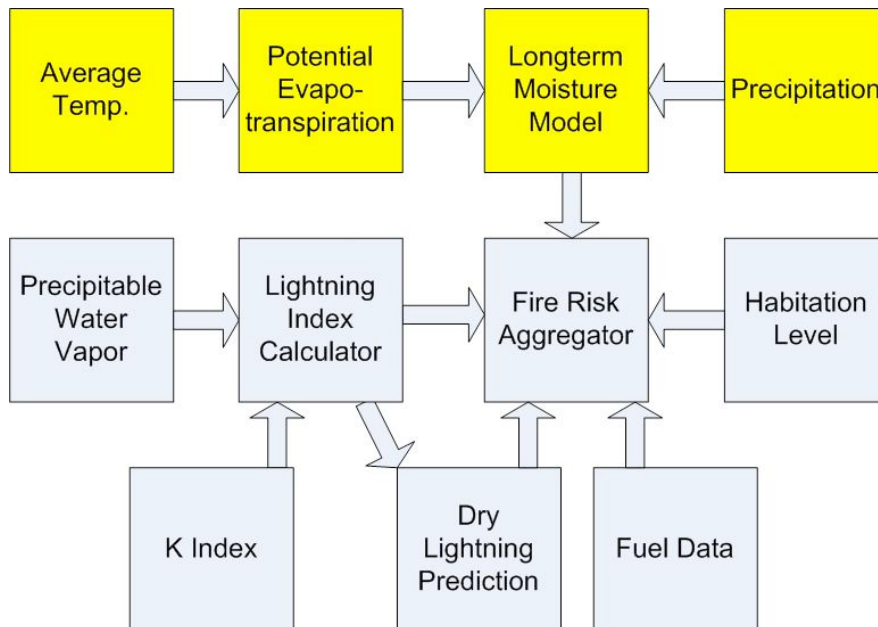 Average
Temp.
Potential
Evapo-
transpiration
Longterm
Moisture
Model
Precipitation
Precipitable
Water
Vapor
Lightning
Index
Calculator
Fire Risk
Aggregator
Habitation
Level
K Index
Dry
Lightning
Prediction
Fuel Data